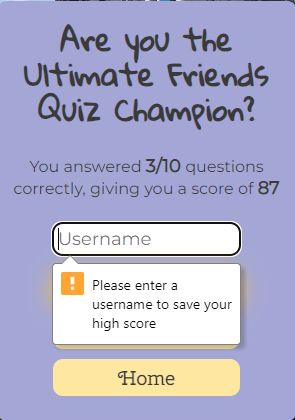 Are you the
Ultimate Friends
Quiz Champion?
You answered 3/10 questions
correctly, giving you a score of 87
Username
Please enter a
username to save your
high score
Home